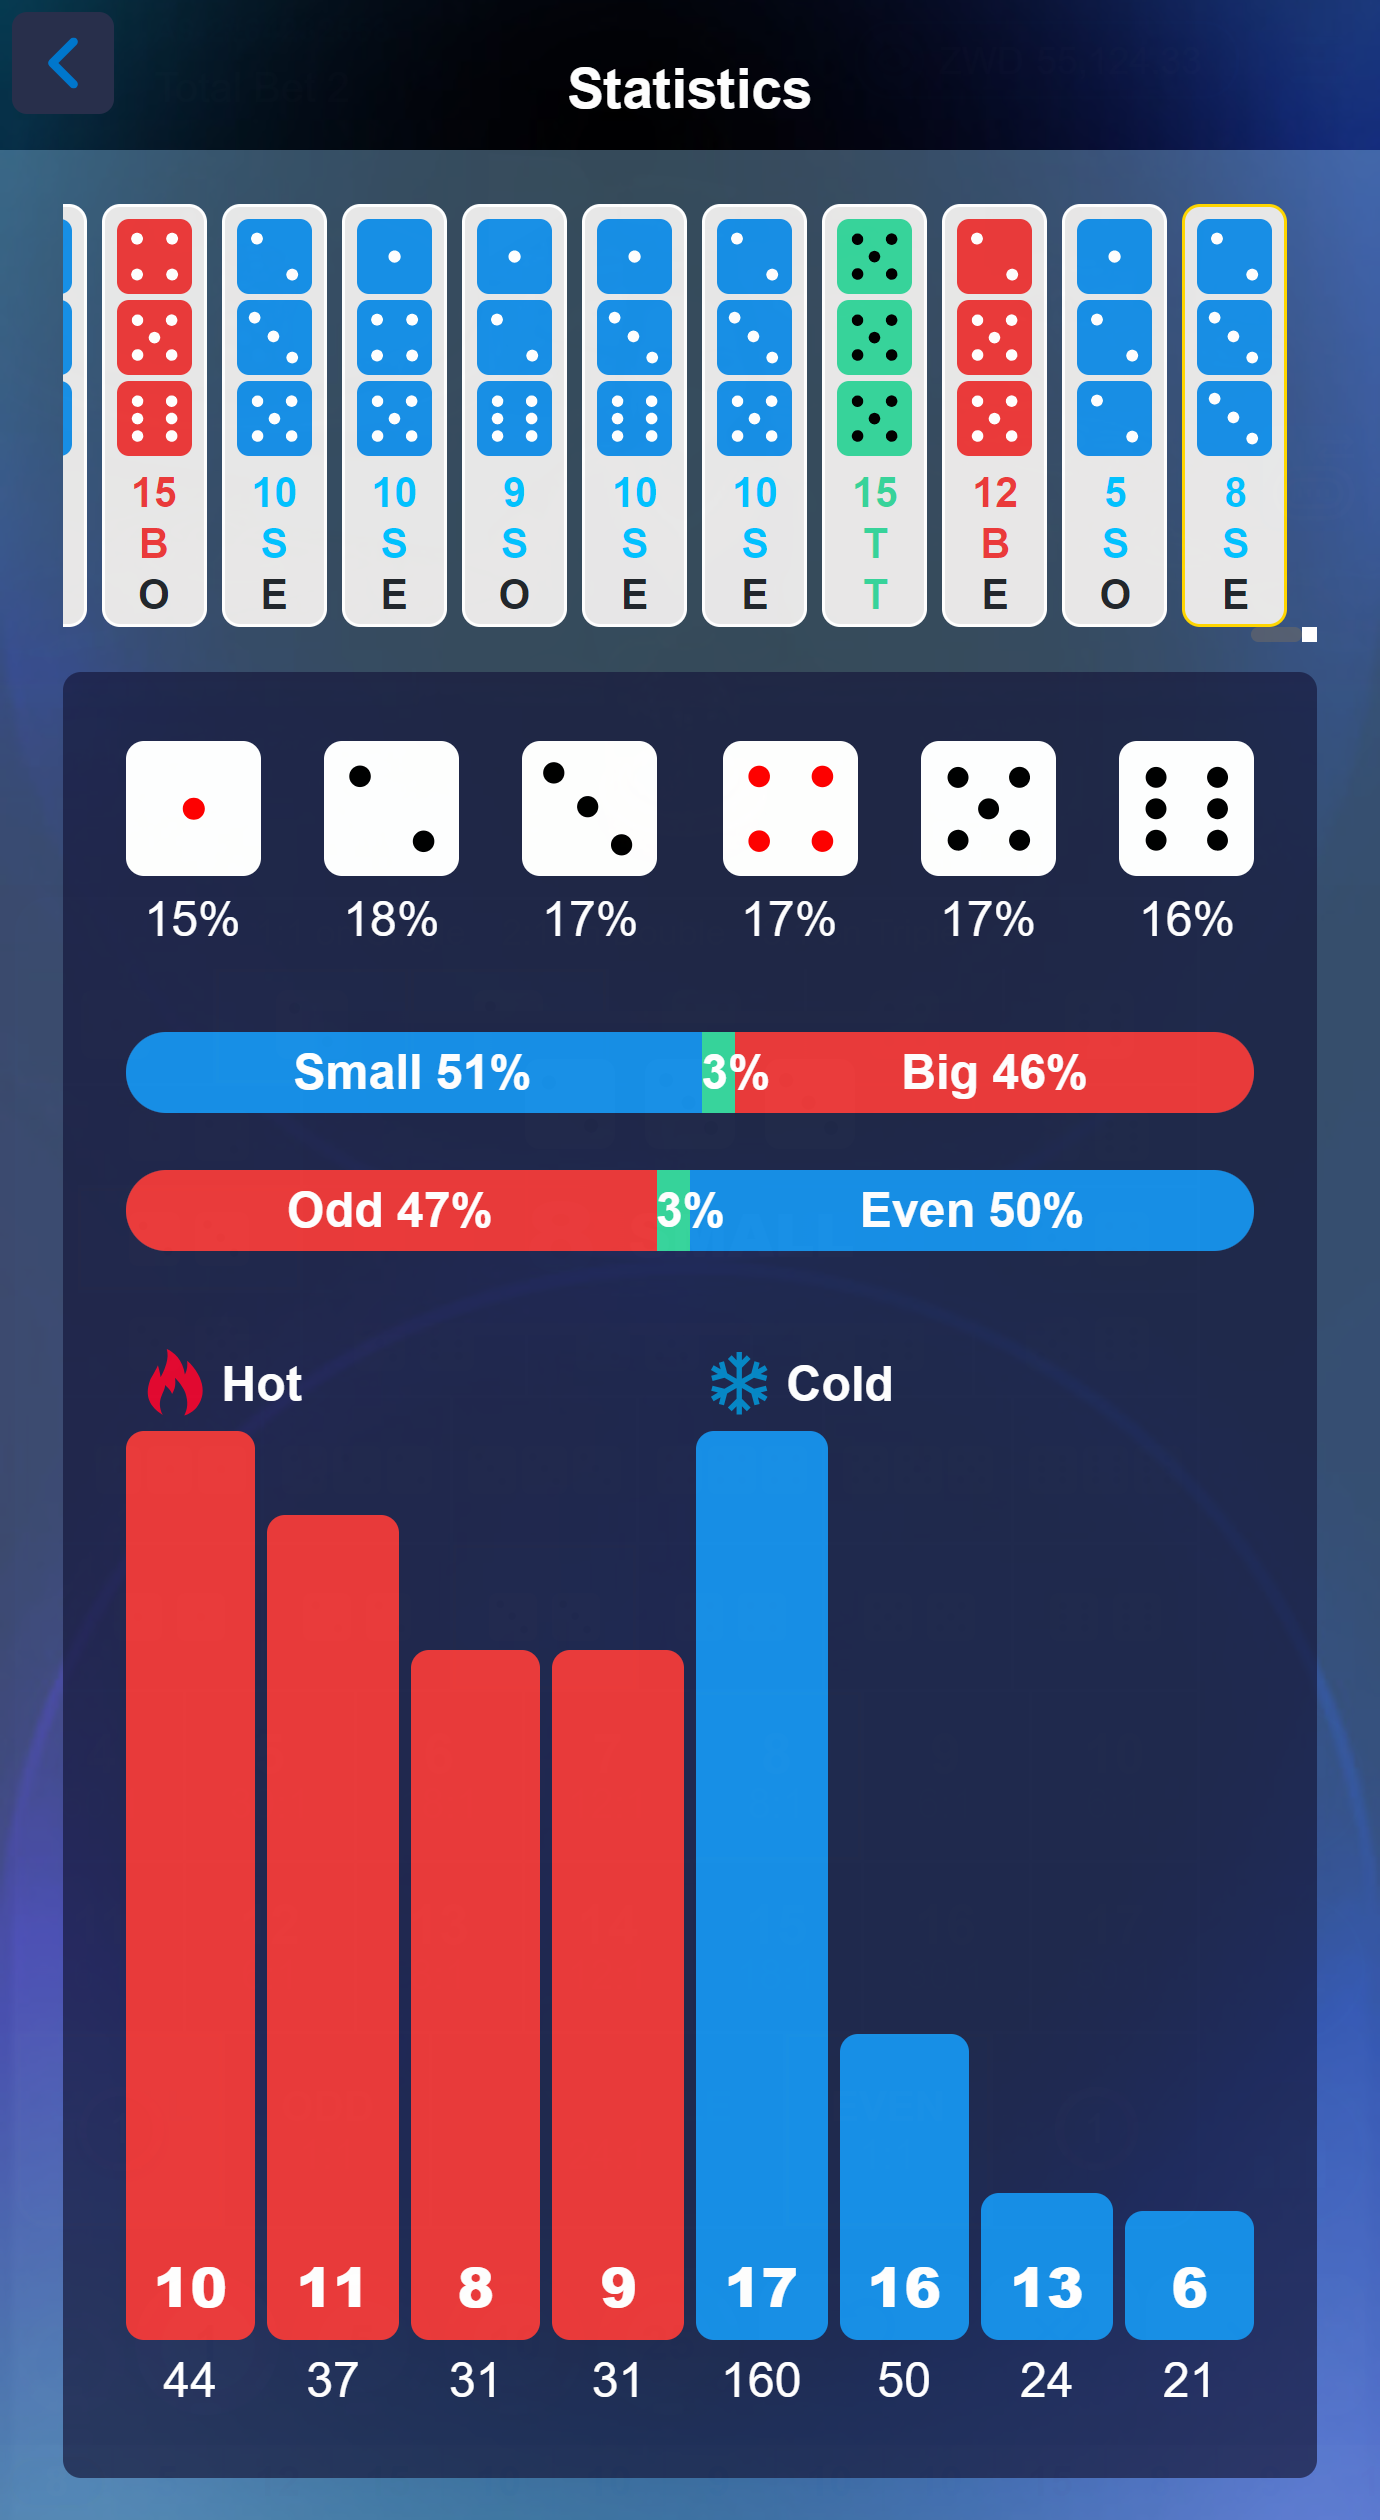 Statistics
15 10 10 9 10 10 15 12 5 8
B S S S S S T B S S
O E E O E E T E O E
15% 18% 17% 17% 17% 16%
Small 51% 3% Big 46%
Odd 47% 3% Even 50%
Hot Cold
10 11 8 9 17 16 13 6
44 37 31 31 160 50 24 21